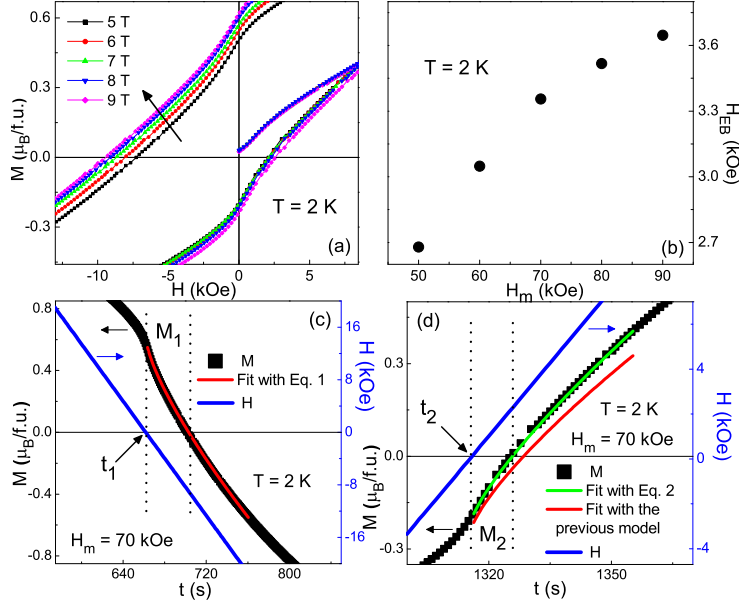 0.6
0.3
0.0
-0.3
M (μB/f.u.)
5 T
6 T
7 T
8 T
9 T
T = 2 K
(a)
-10 -5 0 5
H (kOe)
T = 2 K
(b)
3.6
3.3
3.0
2.7
HEB (kOe)
50 60 70 80 90
Hm (kOe)
0.8
0.4
0.0
-0.4
-0.8
M (μB/f.u.)
(c)
M1
M
Fit with Eq. 1
H
t1
T = 2 K
Hm = 70 kOe
16
8
0
-8
-16
H (kOe)
640 720 800
t (s)
0.3
0.0
-0.3
M (μB/f.u.)
(d)
t2
T = 2 K
Hm = 70 kOe
M
Fit with Eq. 2
Fit with the
previous model
H
M2
4
2
0
-2
-4
H (kOe)
1320 1350
t (s)